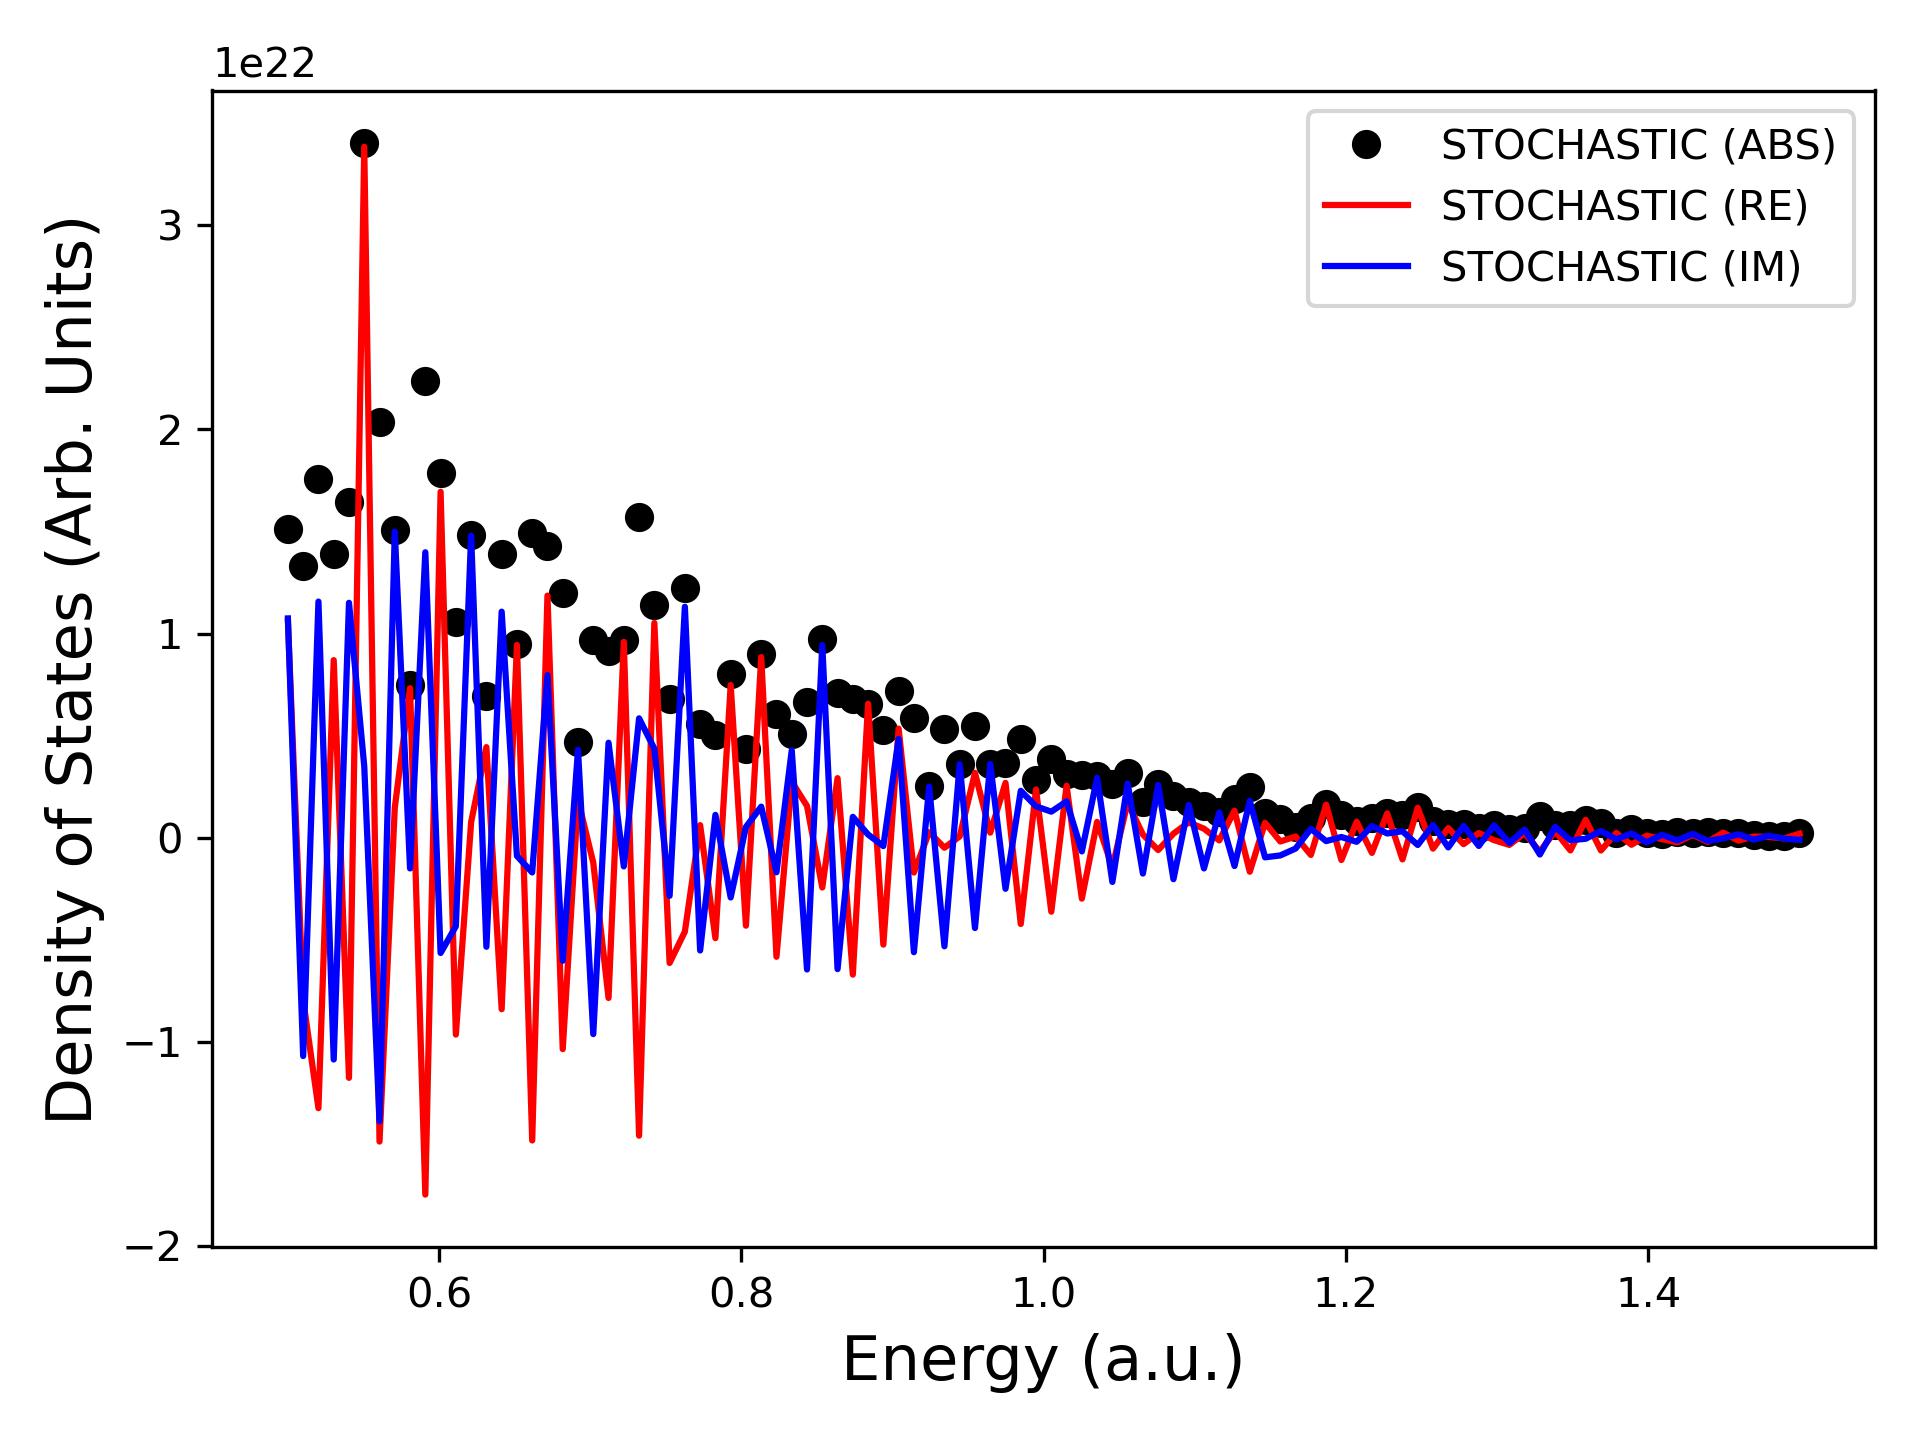 1e22
STOCHASTIC (ABS)
STOCHASTIC (RE)
STOCHASTIC (IM)
Density of States (Arb. Units)
3
2
1
0
−1
−2
0.6
0.8
1.0
1.2
1.4
Energy (a.u.)